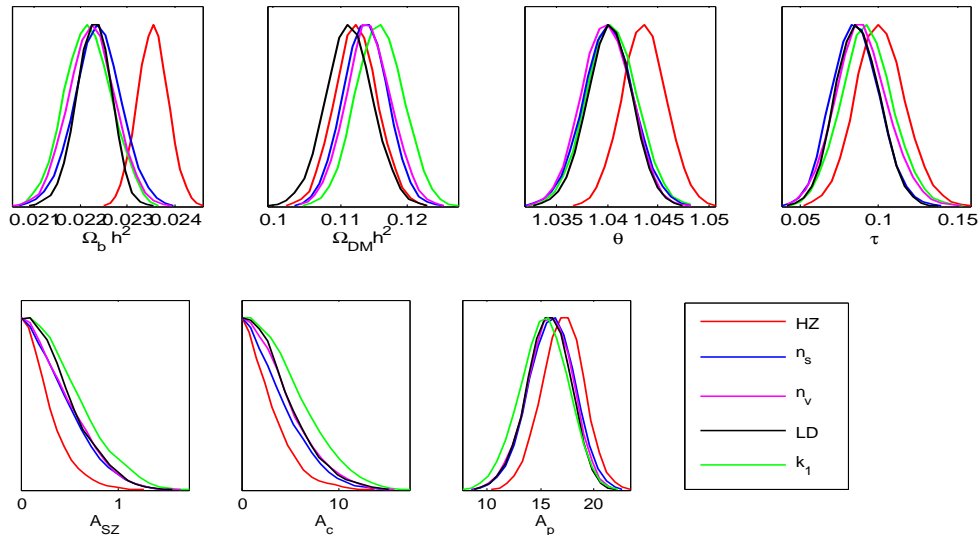 0.021 0.022 0.023 0.024
Ω_b h²
0.1 0.11 0.12
Ω_DM h²
1.035 1.04 1.045 1.05
θ
0.05 0.1 0.15
τ
0 1
A_SZ
0 10
A_c
10 15 20
A_p
HZ
n_s
n_v
LD
k_1